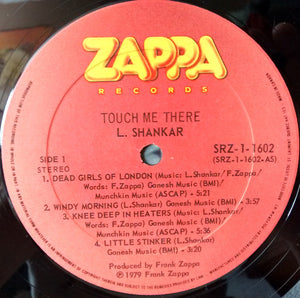 ZAPPA
RECORDS
TOUCH ME THERE
L. SHANKAR
SIDE 1
STEREO
SRZ-1-1602
(SRZ-1-1602-AS)
1. DEAD GIRLS OF LONDON (Music: L.Shankar/F.Zappa/
Words: F.Zappa) Ganesh Music (BMI)/
Munchkin Music (ASCAP) - 5:21
2. WINDY MORNING (L.Shankar) Ganesh Music (BMI) - 3:57
3. KNEE DEEP IN HEATERS (Music: L.Shankar/F.Zappa/
Words: F.Zappa) Ganesh Music (BMI)/
Munchkin Music (ASCAP) - 5:36
4. LITTLE STINKER (L.Shankar) Ganesh Music
(BMI) - 3:20
Produced by Frank Zappa
℗ 1979 Frank Zappa